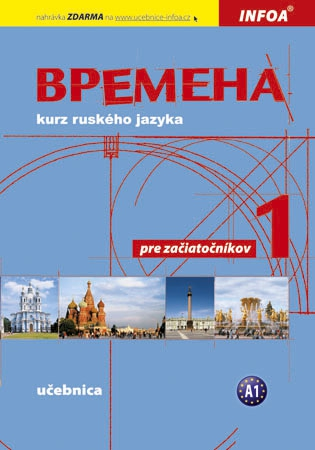 nahrávka ZDARMA na www.ucebnice-infoa.cz
INFOA®
ВРЕМЕНА
kurz ruského jazyka
1
pre začiatočníkov
učebnica
A1